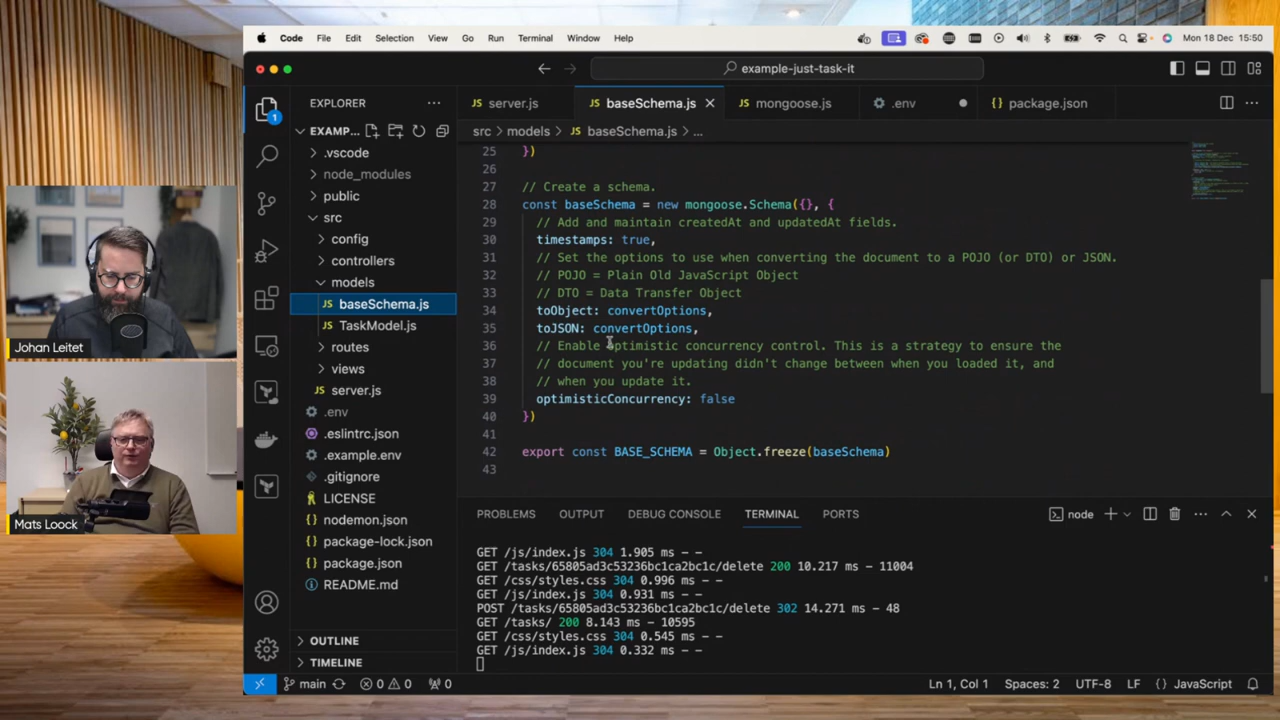 Code File Edit Selection View Go Run Terminal Window Help Mon 18 Dec 15:50
example-just-task-it
EXPLORER
server.js
baseSchema.js
mongoose.js
.env
package.json
EXAMP...
src > models > JS baseSchema.js > ...
.vscode
node_modules
public
src
config
controllers
models
JS baseSchema.js
JS TaskModel.js
routes
views
JS server.js
.env
.eslintrc.json
.example.env
.gitignore
LICENSE
nodemon.json
package-lock.json
package.json
README.md
OUTLINE
TIMELINE
1
25 })
26
27 // Create a schema.
28 const baseSchema = new mongoose.Schema({}, {
29 // Add and maintain createdAt and updatedAt fields.
30 timestamps: true,
31 // Set the options to use when converting the document to a POJO (or DTO) or JSON.
32 // POJO = Plain Old JavaScript Object
33 // DTO = Data Transfer Object
34 toObject: convertOptions,
35 toJSON: convertOptions,
36 // Enable optimistic concurrency control. This is a strategy to ensure the
37 // document you're updating didn't change between when you loaded it, and
38 // when you update it.
39 optimisticConcurrency: false
40 })
41
42 export const BASE_SCHEMA = Object.freeze(baseSchema)
43
PROBLEMS OUTPUT DEBUG CONSOLE TERMINAL PORTS node
GET /js/index.js 304 1.905 ms - -
GET /tasks/65805ad3c53236bc1ca2bc1c/delete 200 10.217 ms - 11004
GET /css/styles.css 304 0.996 ms - -
GET /js/index.js 304 0.931 ms - -
POST /tasks/65805ad3c53236bc1ca2bc1c/delete 302 14.271 ms - 48
GET /tasks/ 200 8.143 ms - 10595
GET /css/styles.css 304 0.545 ms - -
GET /js/index.js 304 0.332 ms - -
main 0 0 0 Ln 1, Col 1 Spaces: 2 UTF-8 LF {} JavaScript
Johan Leitet
Mats Loock